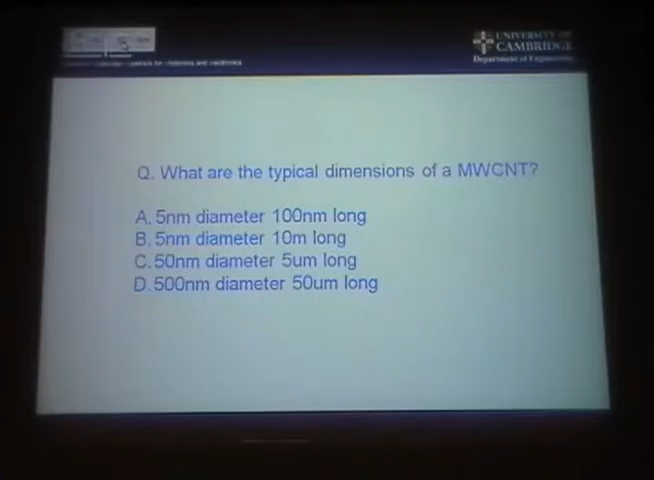 UNIVERSITY OF
CAMBRIDGE
Department of Engineering
Q. What are the typical dimensions of a MWCNT?
A. 5nm diameter 100nm long
B. 5nm diameter 10m long
C. 50nm diameter 5um long
D. 500nm diameter 50um long